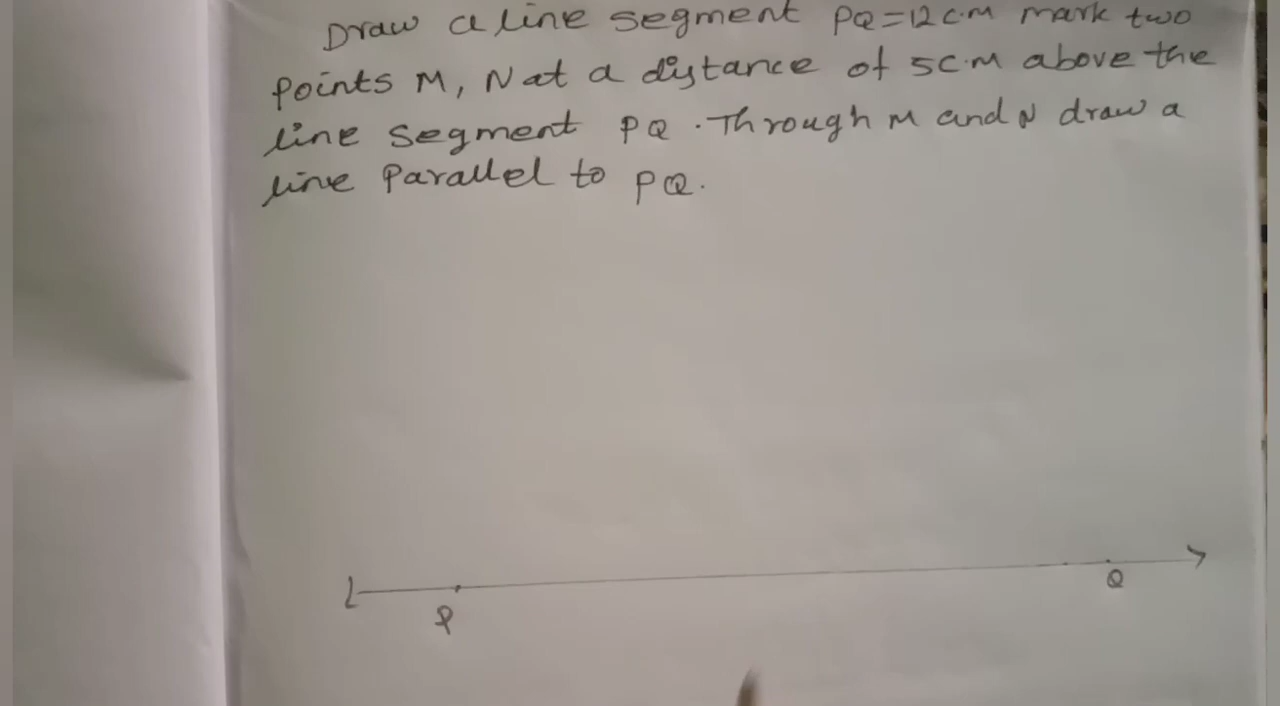 Draw a line segment PQ=12 c.m mark two
points M, N at a distance of 5c.m above the
line segment PQ. Through M and N draw a
line Parallel to PQ.
P
Q